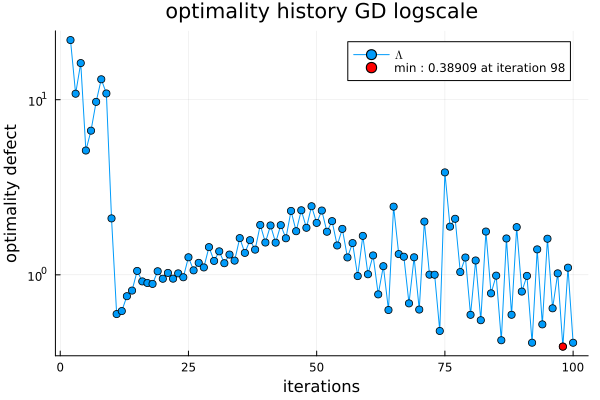 optimality history GD logscale
Λ
min : 0.38909 at iteration 98
optimality defect
10¹
10⁰
0 25 50 75 100
iterations